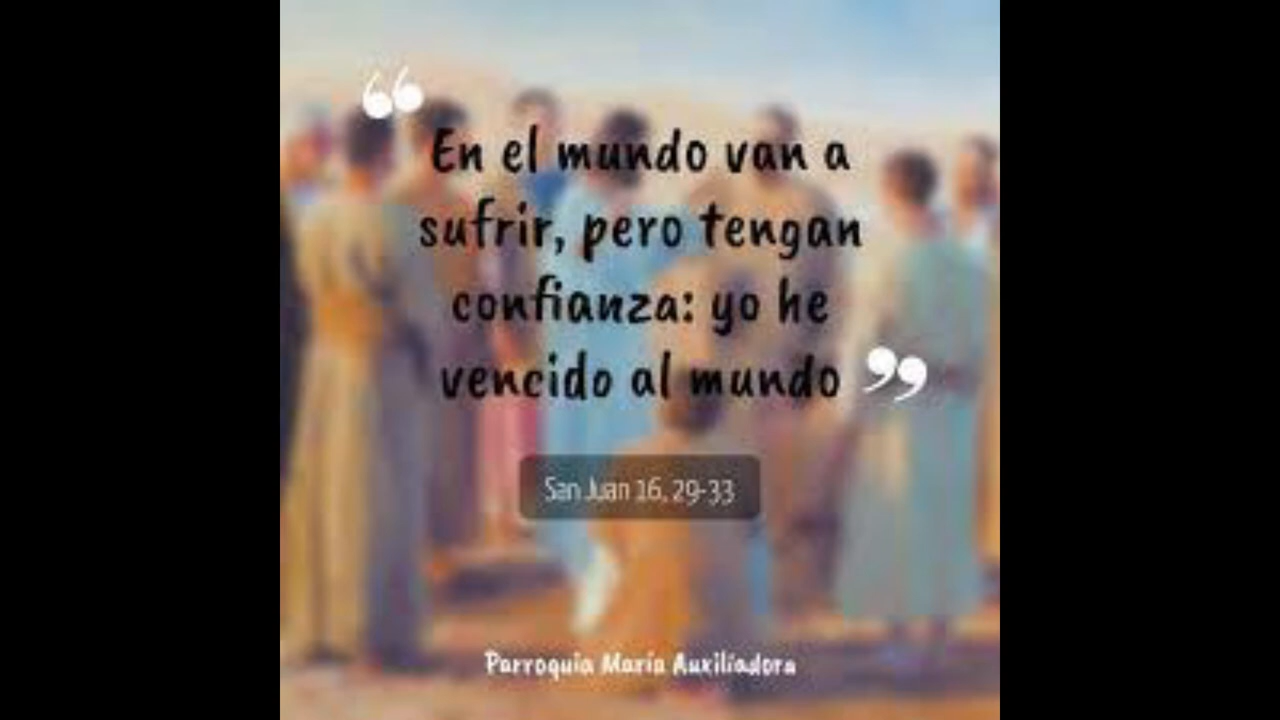 “ En el mundo van a
sufrir, pero tengan
confianza: yo he
vencido al mundo ”
San Juan 16, 29-33
Parroquia María Auxiliadora